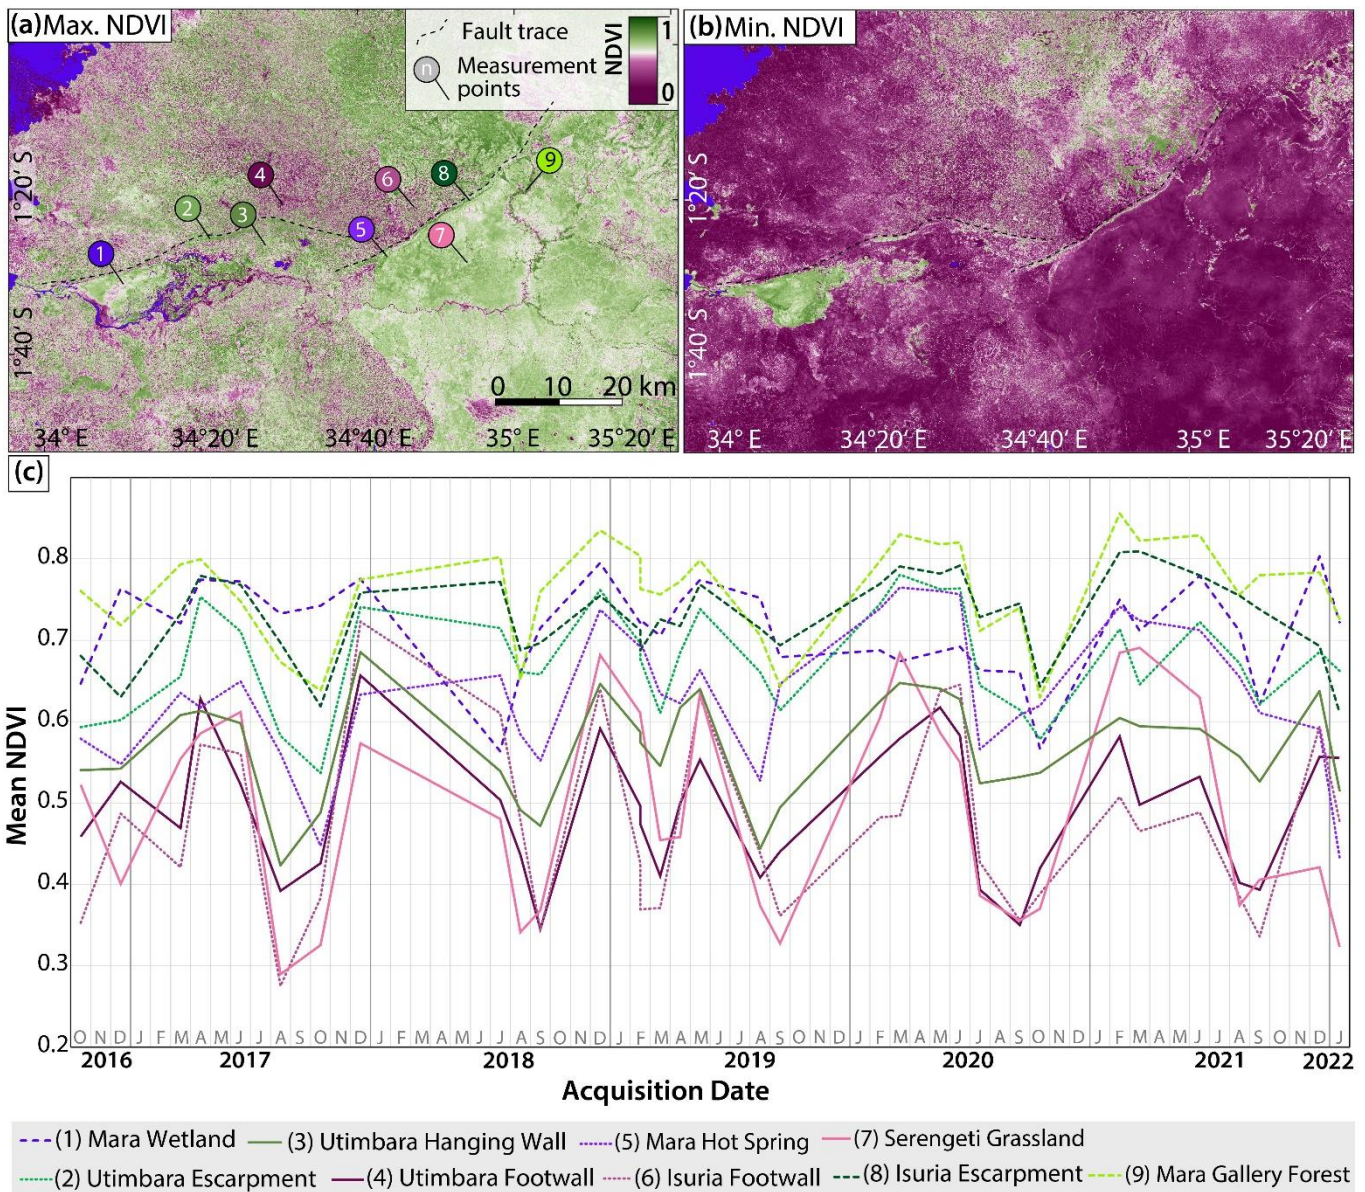 (a) Max. NDVI
Fault trace
n Measurement
points
NDVI
1
0
1
2
3
4
5
6
7
8
9
1°20' S
1°40' S
0 10 20 km
34° E 34°20' E 34°40' E 35° E 35°20' E
(b) Min. NDVI
1°20' S
1°40' S
34° E 34°20' E 34°40' E 35° E 35°20' E
(c)
Mean NDVI
0.8
0.7
0.6
0.5
0.4
0.3
0.2
O N D J F M A M J J A S O N D J F M A M J J A S O N D J F M A M J J A S O N D J F M A M J J A S O N D J F M A M J J A S O N D J
2016 2017 2018 2019 2020 2021 2022
Acquisition Date
(1) Mara Wetland (3) Utimbara Hanging Wall (5) Mara Hot Spring (7) Serengeti Grassland
(2) Utimbara Escarpment (4) Utimbara Footwall (6) Isuria Footwall (8) Isuria Escarpment (9) Mara Gallery Forest